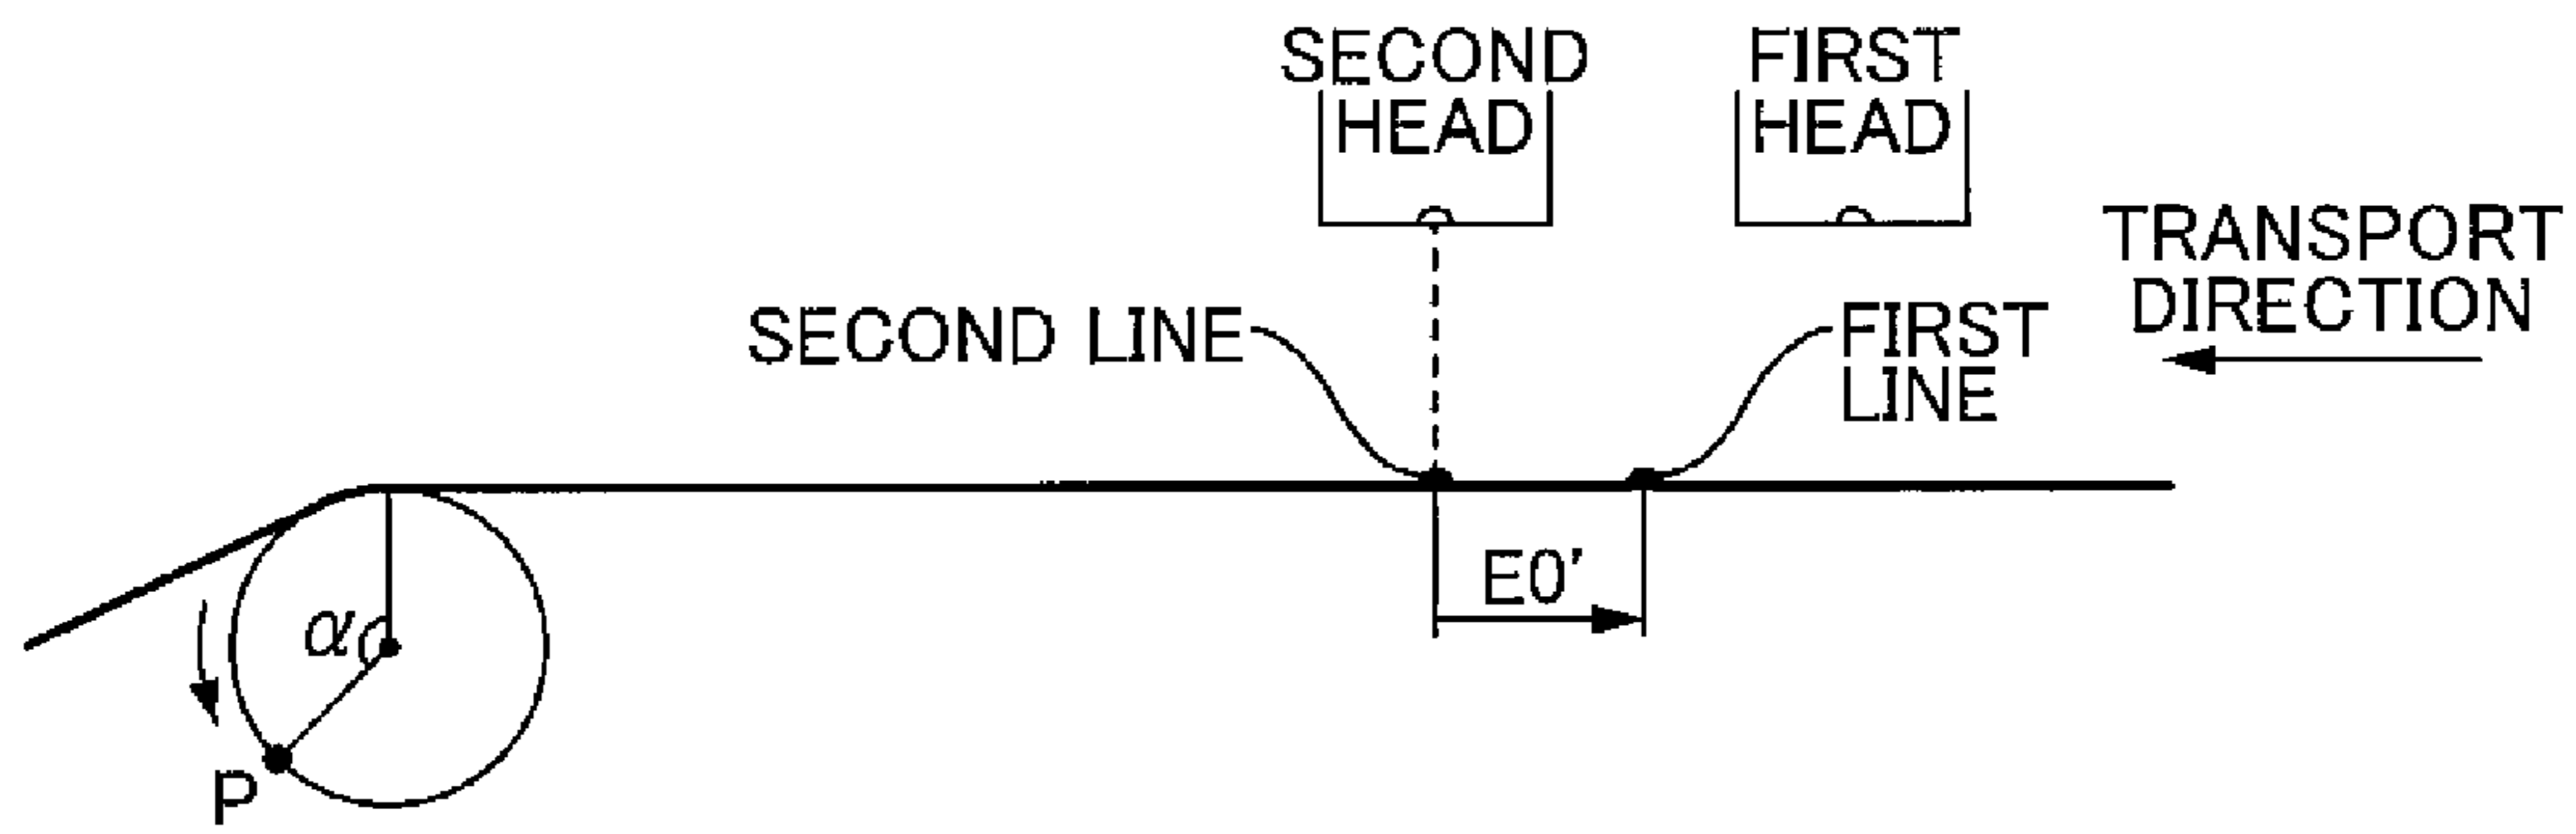 SECOND
HEAD
FIRST
HEAD
TRANSPORT
DIRECTION
SECOND LINE
FIRST
LINE
E0′
α
P